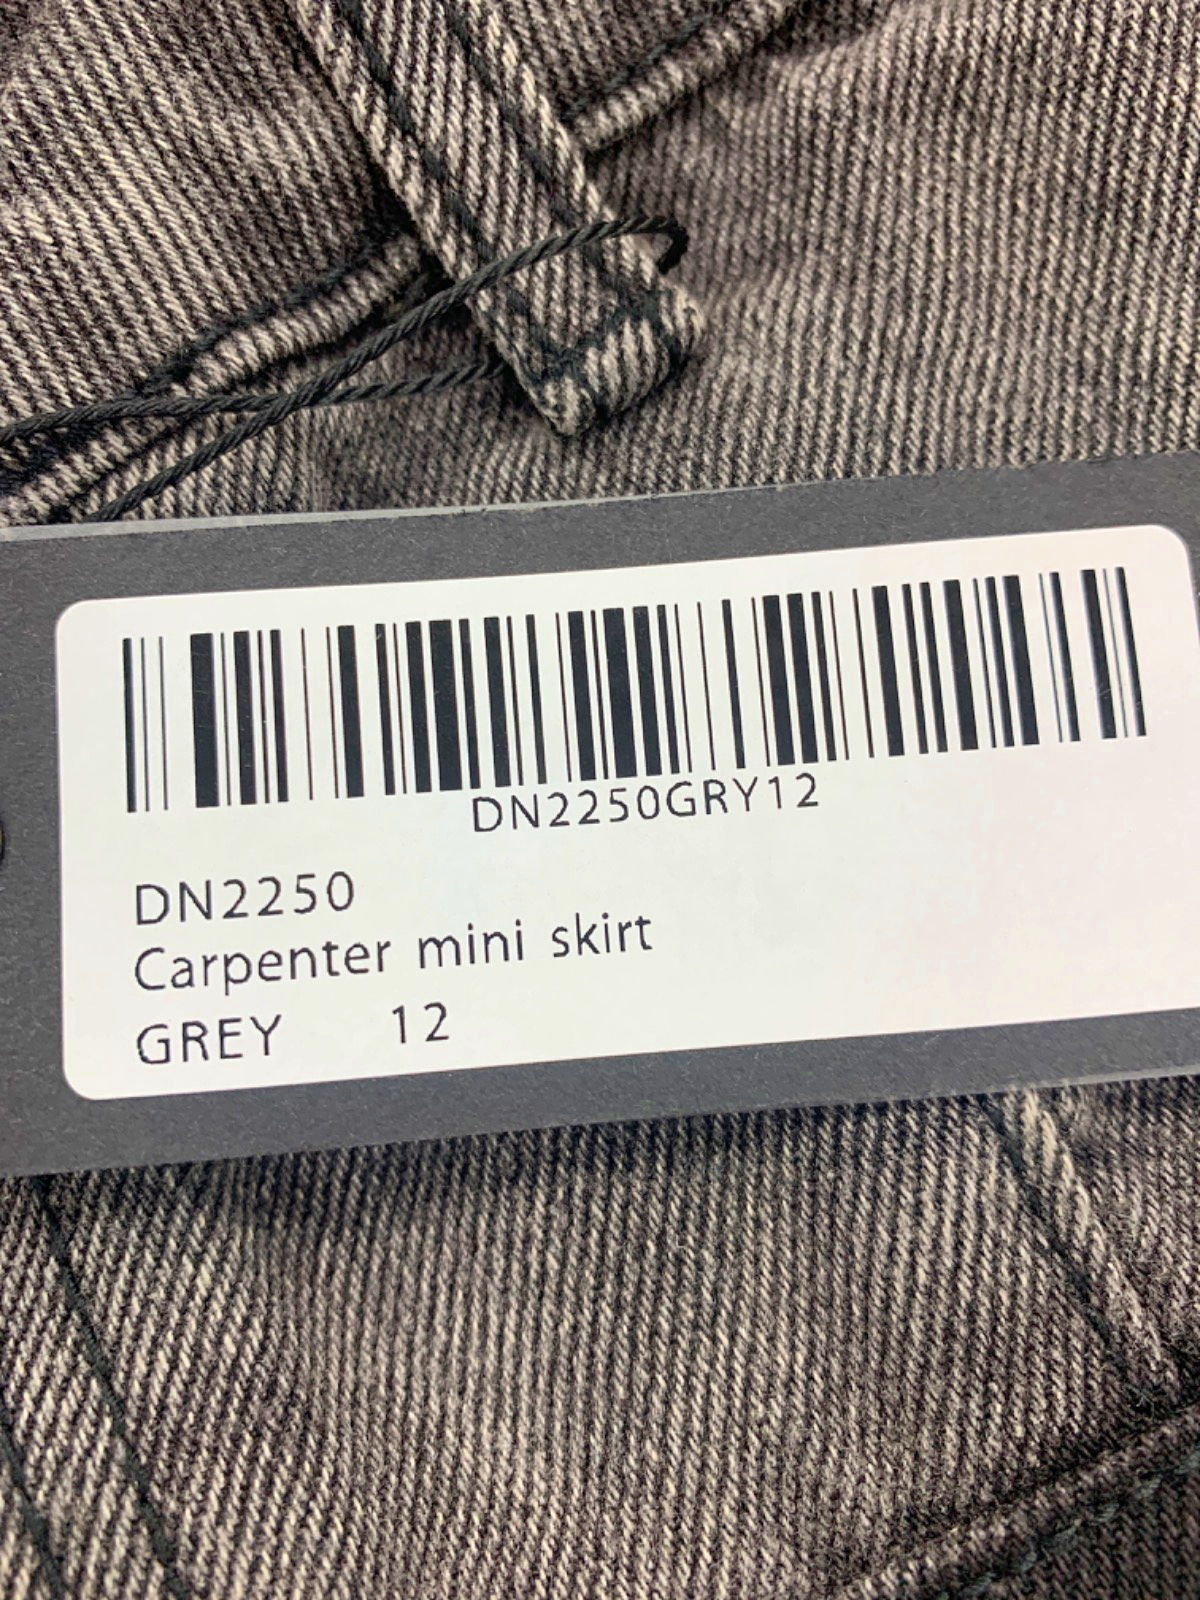 DN2250GRY12
DN2250
Carpenter mini skirt
GREY 12